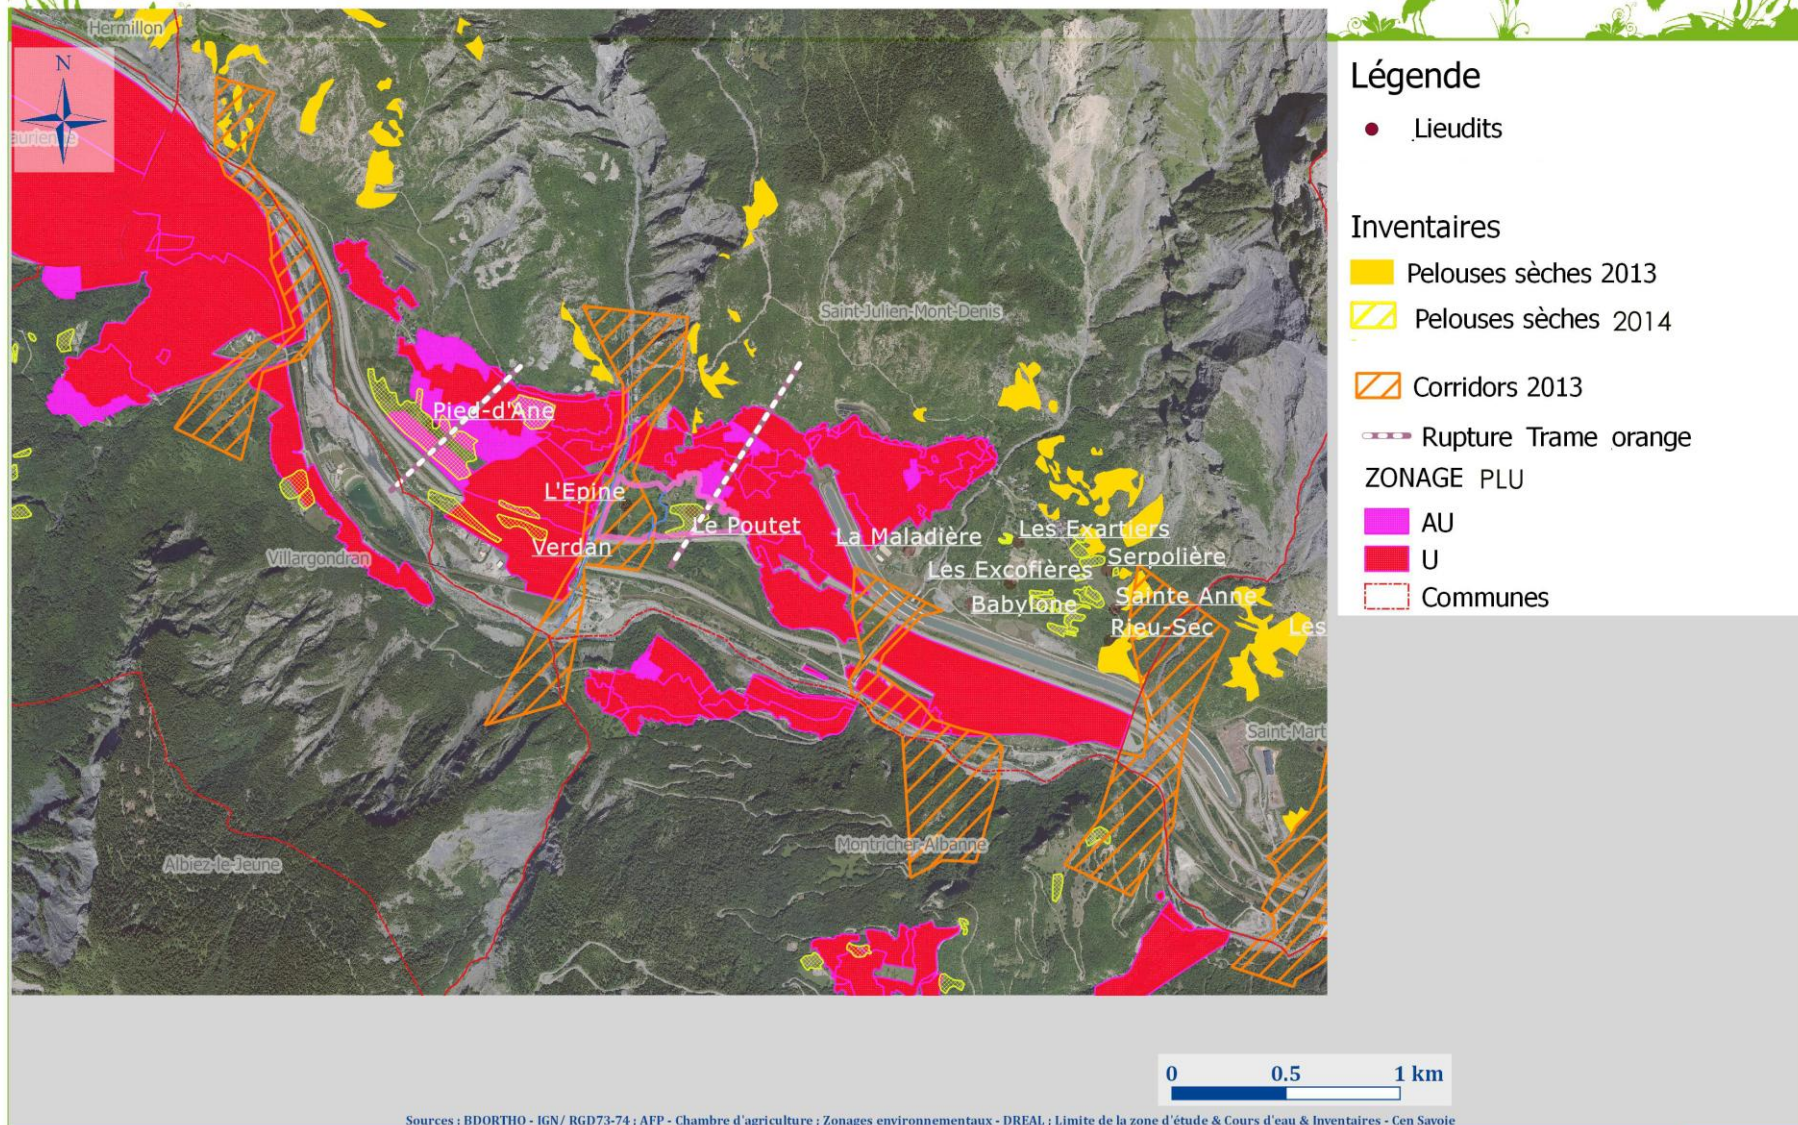 Hermillon
N
aurienne
Saint-Julien-Mont-Denis
Pied-d'Ane
L'Epine
Le Poutet
Verdan
La Maladière
Les Exartiers
Serpolière
Les Excofières
Babylone
Sainte Anne
Rieu-Sec
Les
Villargondran
Saint-Mart
Montricher-Albanne
Albiez-le-Jeune
Légende
Lieudits
Inventaires
Pelouses sèches 2013
Pelouses sèches 2014
Corridors 2013
Rupture Trame orange
ZONAGE PLU
AU
U
Communes
0 0.5 1 km
Sources : BDORTHO - IGN/ RGD73-74 ; AFP - Chambre d'agriculture ; Zonages environnementaux - DREAL ; Limite de la zone d'étude & Cours d'eau & Inventaires - Cen Savoie